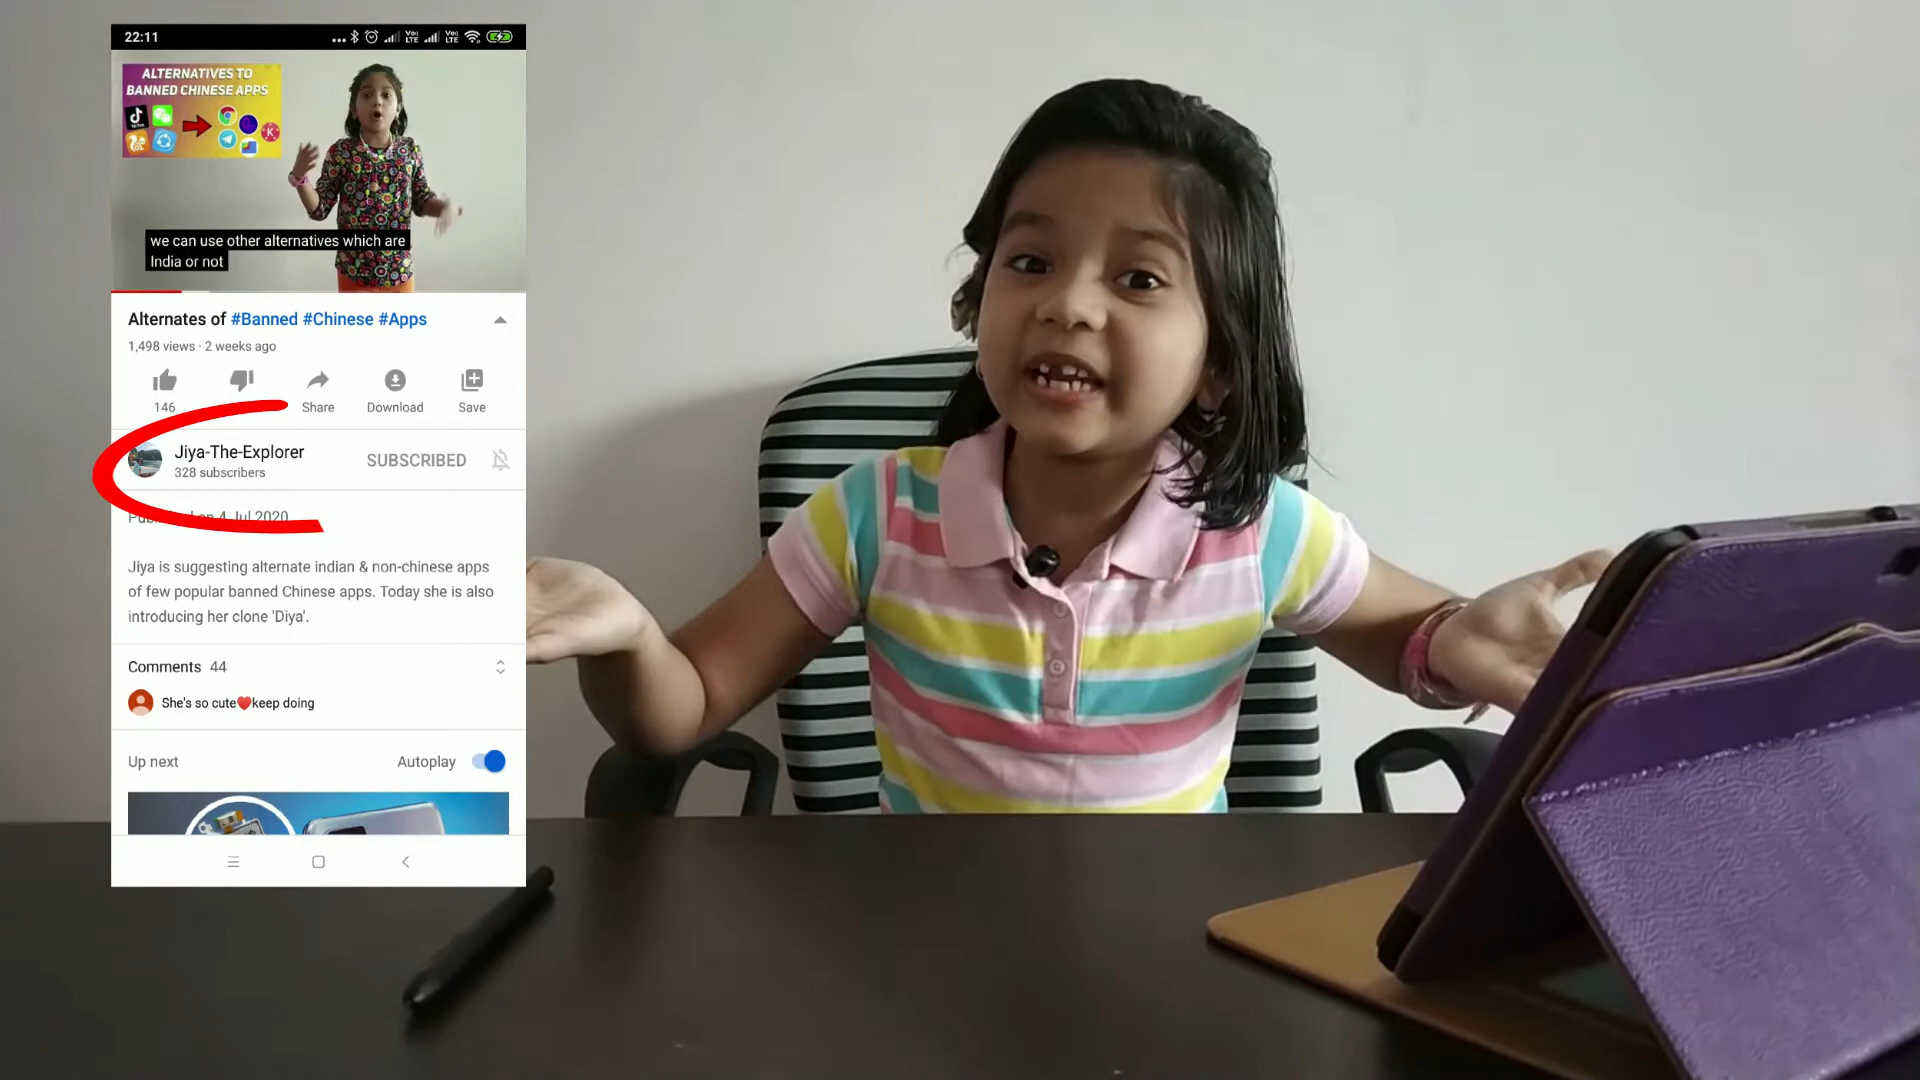 22:11
ALTERNATIVES TO
BANNED CHINESE APPS
we can use other alternatives which are
India or not
Alternates of #Banned #Chinese #Apps
1,498 views · 2 weeks ago
146
Share
Download
Save
Jiya-The-Explorer
328 subscribers
SUBSCRIBED
4 Jul 2020
Jiya is suggesting alternate indian & non-chinese apps
of few popular banned Chinese apps. Today she is also
introducing her clone 'Diya'.
Comments 44
She's so cute❤️keep doing
Up next
Autoplay